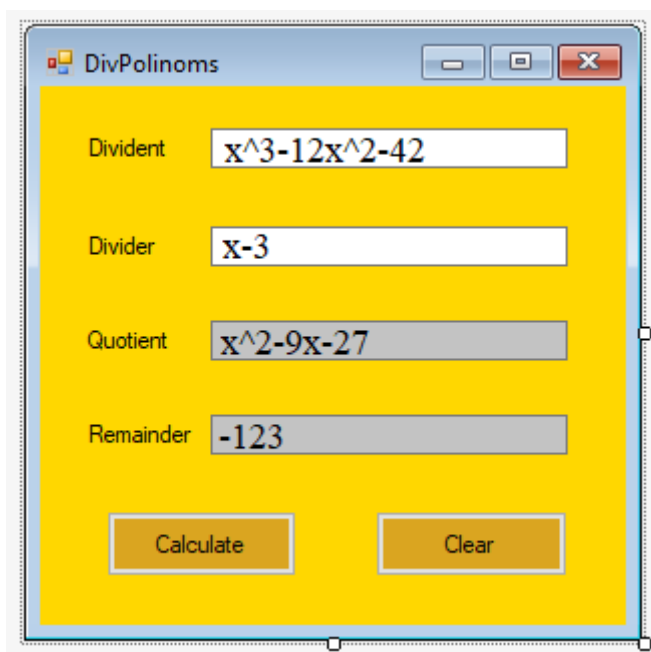 DivPolinoms
Divident x^3-12x^2-42
Divider x-3
Quotient x^2-9x-27
Remainder -123
Calculate Clear